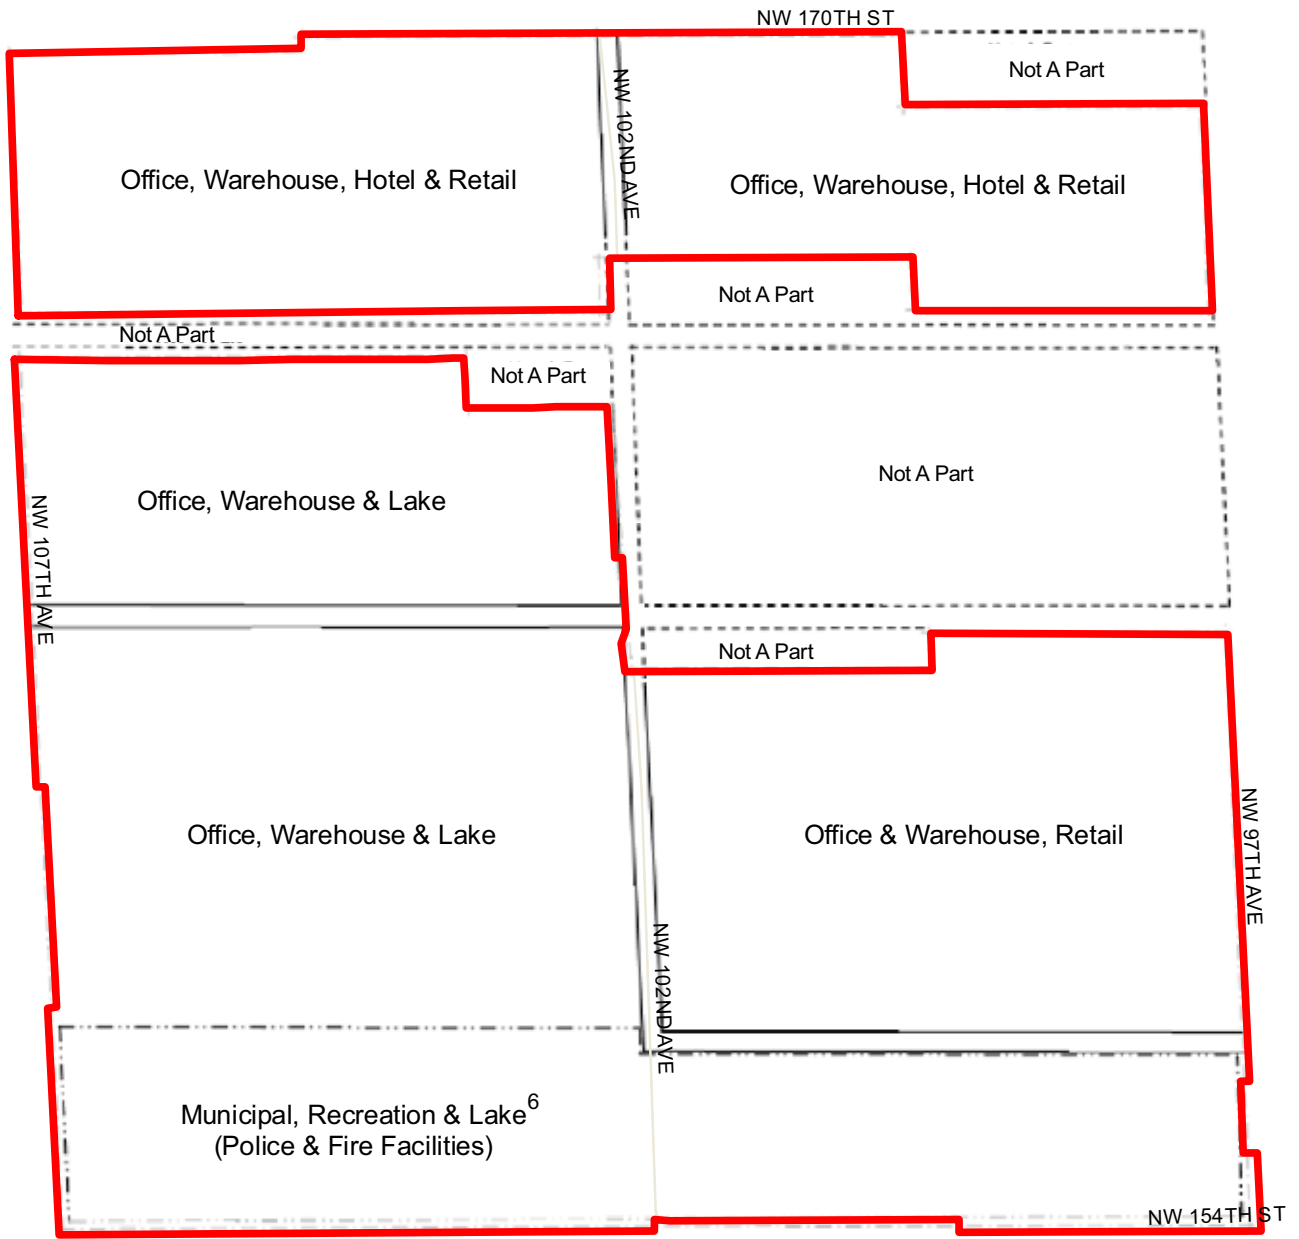 NW 170TH ST
Not A Part
NW 102ND AVE
Office, Warehouse, Hotel & Retail
Office, Warehouse, Hotel & Retail
Not A Part
Not A Part
Not A Part
Not A Part
Office, Warehouse & Lake
NW 107TH AVE
Not A Part
Office, Warehouse & Lake
Office & Warehouse, Retail
NW 97TH AVE
NW 102ND AVE
Municipal, Recreation & Lake6
(Police & Fire Facilities)
NW 154TH ST